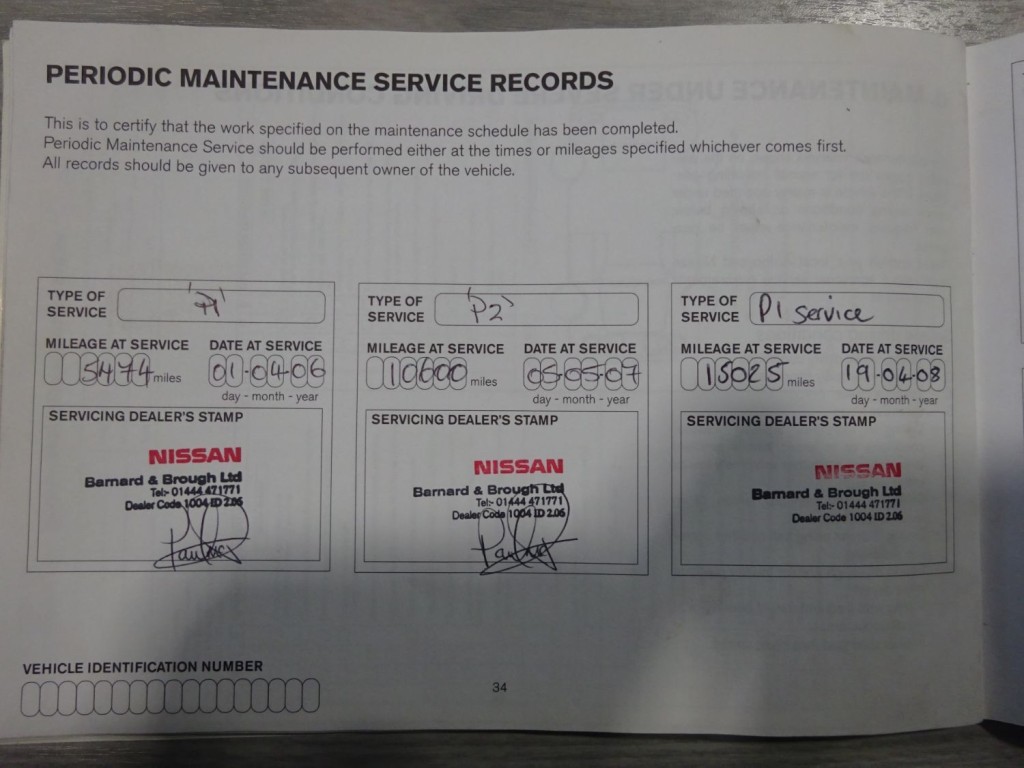 PERIODIC MAINTENANCE SERVICE RECORDS
This is to certify that the work specified on the maintenance schedule has been completed.
Periodic Maintenance Service should be performed either at the times or mileages specified whichever comes first.
All records should be given to any subsequent owner of the vehicle.
TYPE OF
SERVICE
'P1'
MILEAGE AT SERVICE DATE AT SERVICE
5474 miles 01-04-06
day - month - year
SERVICING DEALER'S STAMP
NISSAN
Barnard & Brough Ltd
Tel:- 01444 471771
Dealer Code 1004 LD 2.06
TYPE OF
SERVICE
'P2'
MILEAGE AT SERVICE DATE AT SERVICE
10600 miles 05-05-07
day - month - year
SERVICING DEALER'S STAMP
NISSAN
Barnard & Brough Ltd
Tel:- 01444 471771
Dealer Code 1004 LD 2.06
TYPE OF
SERVICE
P1 Service
MILEAGE AT SERVICE DATE AT SERVICE
15025 miles 19-04-08
day - month - year
SERVICING DEALER'S STAMP
NISSAN
Barnard & Brough Ltd
Tel:- 01444 471771
Dealer Code 1004 LD 2.06
VEHICLE IDENTIFICATION NUMBER
34